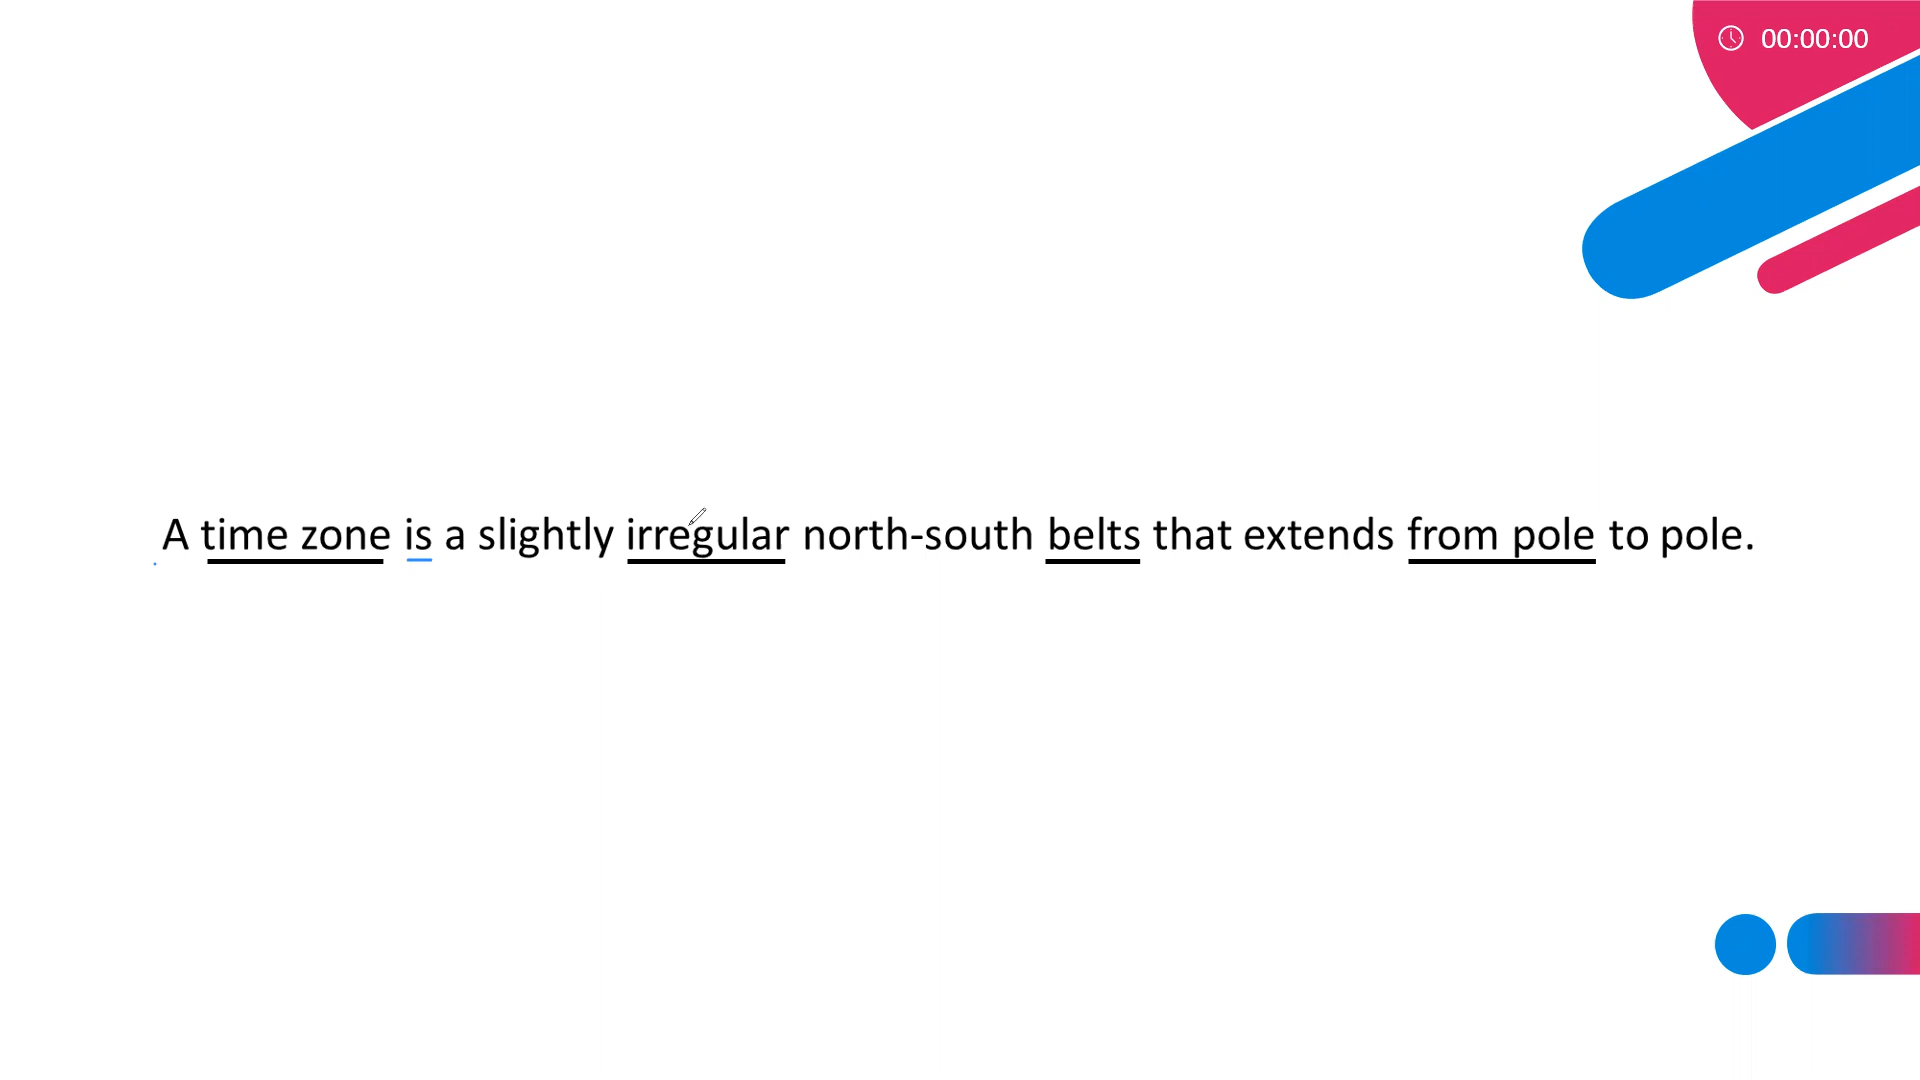 00:00:00
A time zone is a slightly irregular north-south belts that extends from pole to pole.